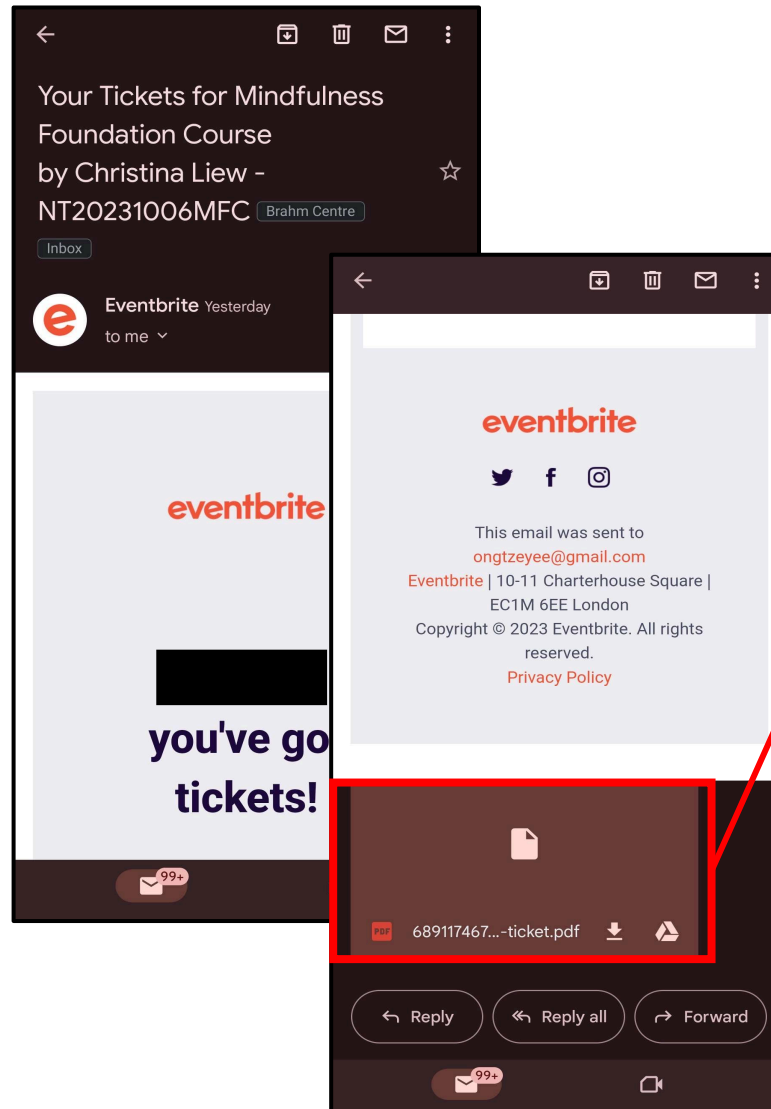 Your Tickets for Mindfulness
Foundation Course
by Christina Liew -
NT20231006MFC Brahm Centre
Inbox
Eventbrite Yesterday
to me
eventbrite
you've go
tickets!
99+
eventbrite
This email was sent to
ongtzeyee@gmail.com
Eventbrite | 10-11 Charterhouse Square |
EC1M 6EE London
Copyright © 2023 Eventbrite. All rights
reserved.
Privacy Policy
PDF 689117467...-ticket.pdf
Reply Reply all Forward
99+